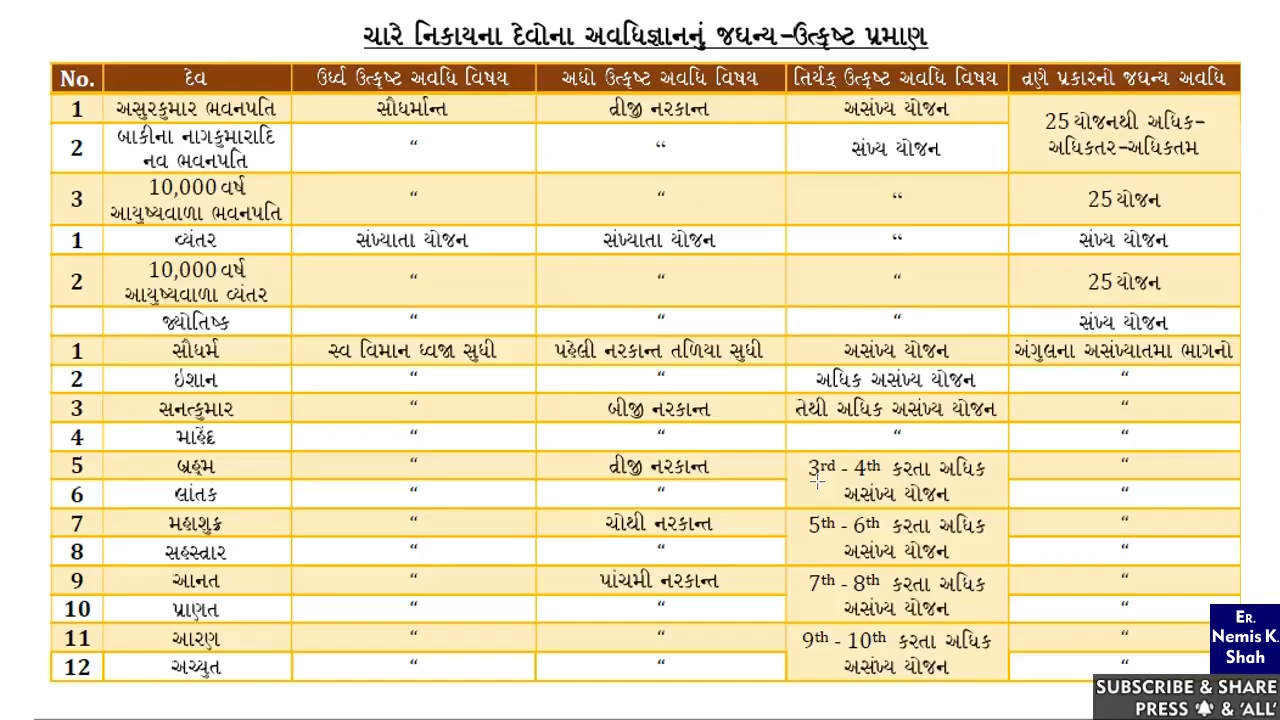 ચારે નિકાયના દેવોના અવધિજ્ઞાનનું જઘન્ય-ઉત્કૃષ્ટ પ્રમાણ
No. દેવ ઉર્ધ્વ ઉત્કૃષ્ટ અવધિ વિષય અધો ઉત્કૃષ્ટ અવધિ વિષય તિર્યક્ ઉત્કૃષ્ટ અવધિ વિષય ત્રણે પ્રકારનો જઘન્ય અવધિ
1 અસુરકુમાર ભવનપતિ સૌધર્માન્ત ત્રીજી નરકાન્ત અસંખ્ય યોજન
25 યોજનથી અધિક-
અધિકતર-અધિકતમ
2 બાકીના નાગકુમારાદિ
નવ ભવનપતિ “ “ સંખ્ય યોજન
3 10,000 વર્ષ
આયુષ્યવાળા ભવનપતિ “ “ “ 25 યોજન
1 વ્યંતર સંખ્યાતા યોજન સંખ્યાતા યોજન “ સંખ્ય યોજન
2 10,000 વર્ષ
આયુષ્યવાળા વ્યંતર “ “ “ 25 યોજન
જ્યોતિષ્ક “ “ “ સંખ્ય યોજન
1 સૌધર્મ સ્વ વિમાન ધ્વજા સુધી પહેલી નરકાન્ત તળિયા સુધી અસંખ્ય યોજન અંગુલના અસંખ્યાતમા ભાગનો
2 ઇશાન “ “ અધિક અસંખ્ય યોજન “
3 સનત્કુમાર “ બીજી નરકાન્ત તેથી અધિક અસંખ્ય યોજન “
4 માહેંદ્ર “ “ “ “
5 બ્રહ્મ “ ત્રીજી નરકાન્ત 3rd - 4th કરતા અધિક “
6 લાંતક “ “ અસંખ્ય યોજન “
7 મહાશુક્ર “ ચોથી નરકાન્ત 5th - 6th કરતા અધિક “
8 સહસ્ત્રાર “ “ અસંખ્ય યોજન “
9 આનત “ પાંચમી નરકાન્ત 7th - 8th કરતા અધિક “
10 પ્રાણત “ “ અસંખ્ય યોજન “
11 આરણ “ “ 9th - 10th કરતા અધિક “
12 અચ્યુત “ “ અસંખ્ય યોજન “
ER.
Nemis K.
Shah
SUBSCRIBE & SHARE
PRESS & ‘ALL’